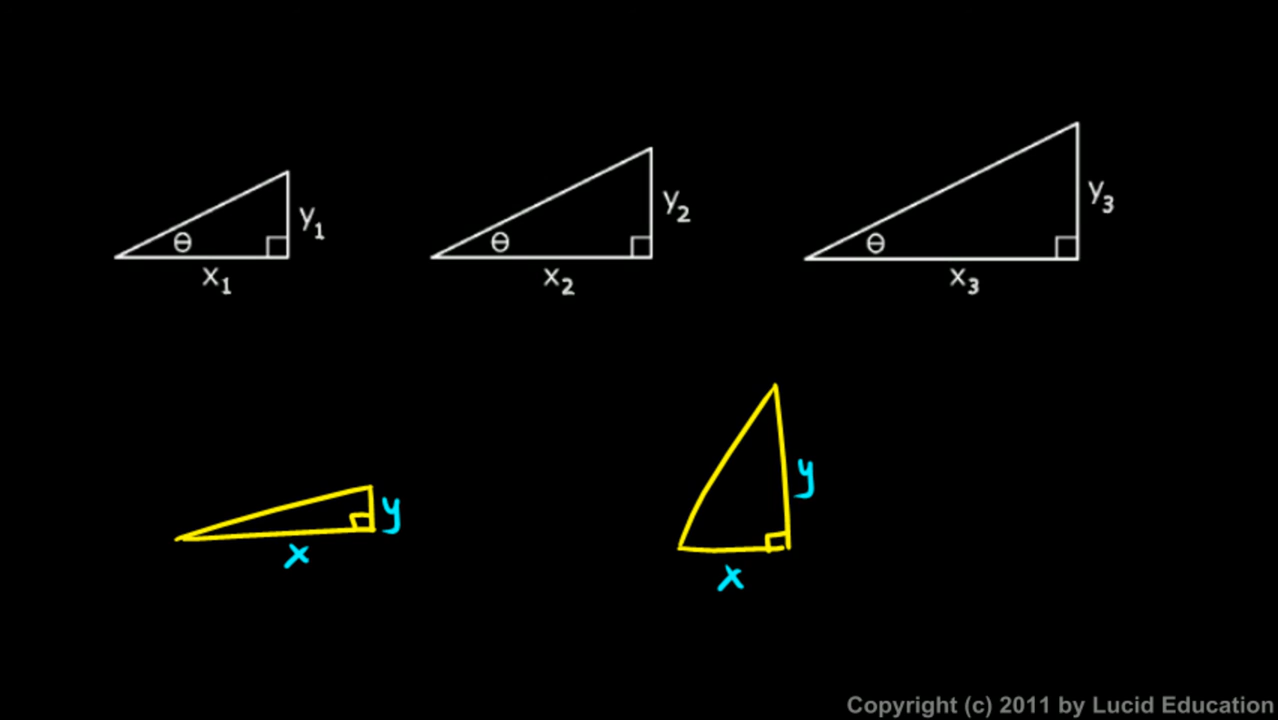 θ y₁
x₁
θ y₂
x₂
θ y₃
x₃
y
x
y
x
Copyright (c) 2011 by Lucid Education